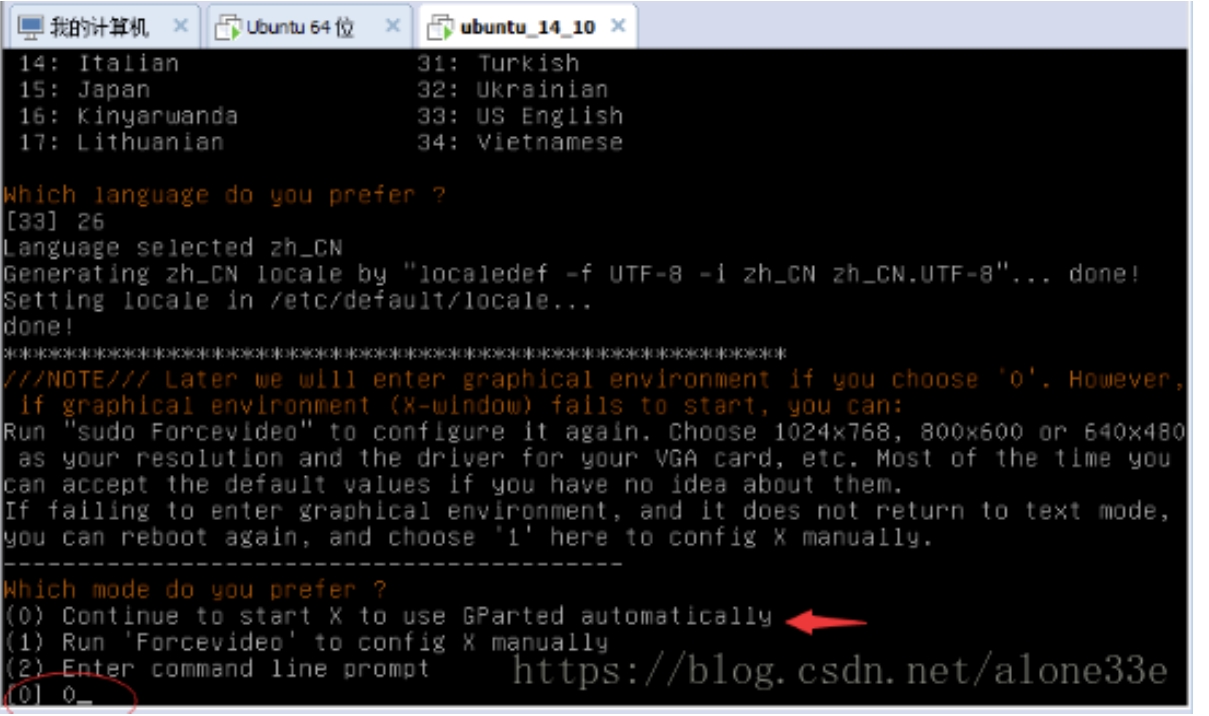 我的计算机 × Ubuntu 64 位 × ubuntu_14_10 ×
14: Italian 31: Turkish
15: Japan 32: Ukrainian
16: Kinyarwanda 33: US English
17: Lithuanian 34: Vietnamese
Which language do you prefer ?
[33] 26
Language selected zh_CN
Generating zh_CN locale by "localedef -f UTF-8 -i zh_CN zh_CN.UTF-8"... done!
Setting locale in /etc/default/locale...
done!
*****************************************************
///NOTE/// Later we will enter graphical environment if you choose '0'. However,
if graphical environment (X-window) fails to start, you can:
Run "sudo Forcevideo" to configure it again. Choose 1024x768, 800x600 or 640x480
as your resolution and the driver for your VGA card, etc. Most of the time you
can accept the default values if you have no idea about them.
If failing to enter graphical environment, and it does not return to text mode,
you can reboot again, and choose '1' here to config X manually.
------------------------------------------
Which mode do you prefer ?
(0) Continue to start X to use GParted automatically
(1) Run 'Forcevideo' to config X manually
(2) Enter command line prompt
[0] 0_
https://blog.csdn.net/alone33e